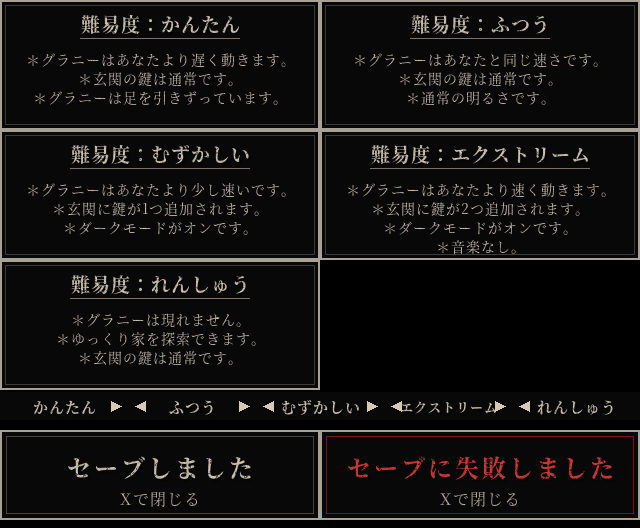 難易度：かんたん
＊グラニーはあなたより遅く動きます。
＊玄関の鍵は通常です。
＊グラニーは足を引きずっています。
難易度：ふつう
＊グラニーはあなたと同じ速さです。
＊玄関の鍵は通常です。
＊通常の明るさです。
難易度：むずかしい
＊グラニーはあなたより少し速いです。
＊玄関に鍵が1つ追加されます。
＊ダークモードがオンです。
難易度：エクストリーム
＊グラニーはあなたより速く動きます。
＊玄関に鍵が2つ追加されます。
＊ダークモードがオンです。
＊音楽なし。
難易度：れんしゅう
＊グラニーは現れません。
＊ゆっくり家を探索できます。
＊玄関の鍵は通常です。
かんたん ▶ ◀ ふつう ▶ ◀ むずかしい ▶ ◀エクストリーム▶ ◀ れんしゅう
セーブしました
Xで閉じる
セーブに失敗しました
Xで閉じる